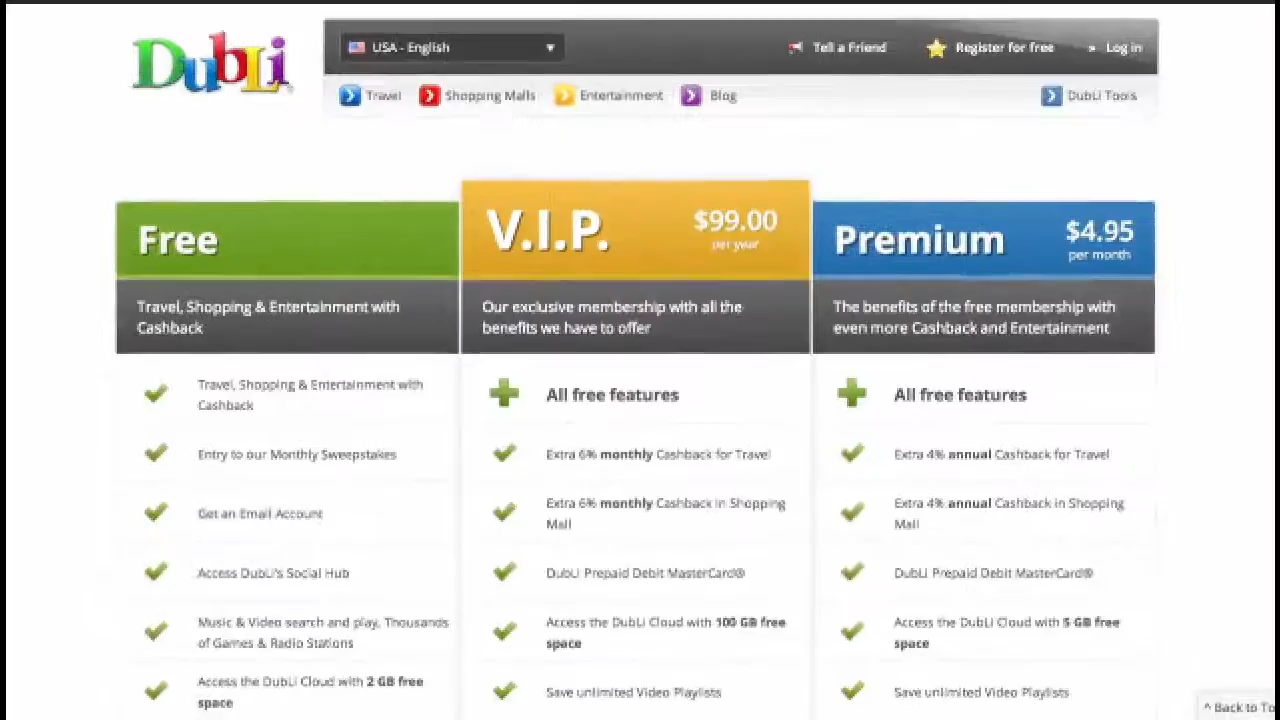 DubLi
USA - English
Tell a Friend
Register for free
» Log in
Travel
Shopping Malls
Entertainment
Blog
DubLi Tools
Free
Travel, Shopping & Entertainment with
Cashback
Travel, Shopping & Entertainment with
Cashback
Entry to our Monthly Sweepstakes
Get an Email Account
Access DubLi's Social Hub
Music & Video search and play, Thousands
of Games & Radio Stations
Access the DubLi Cloud with 2 GB free
space
V.I.P.
$99.00
per year
Our exclusive membership with all the
benefits we have to offer
All free features
Extra 6% monthly Cashback for Travel
Extra 6% monthly Cashback in Shopping
Mall
DubLi Prepaid Debit MasterCard®
Access the DubLi Cloud with 100 GB free
space
Save unlimited Video Playlists
Premium
$4.95
per month
The benefits of the free membership with
even more Cashback and Entertainment
All free features
Extra 4% annual Cashback for Travel
Extra 4% annual Cashback in Shopping
Mall
DubLi Prepaid Debit MasterCard®
Access the DubLi Cloud with 5 GB free
space
Save unlimited Video Playlists
^ Back to To